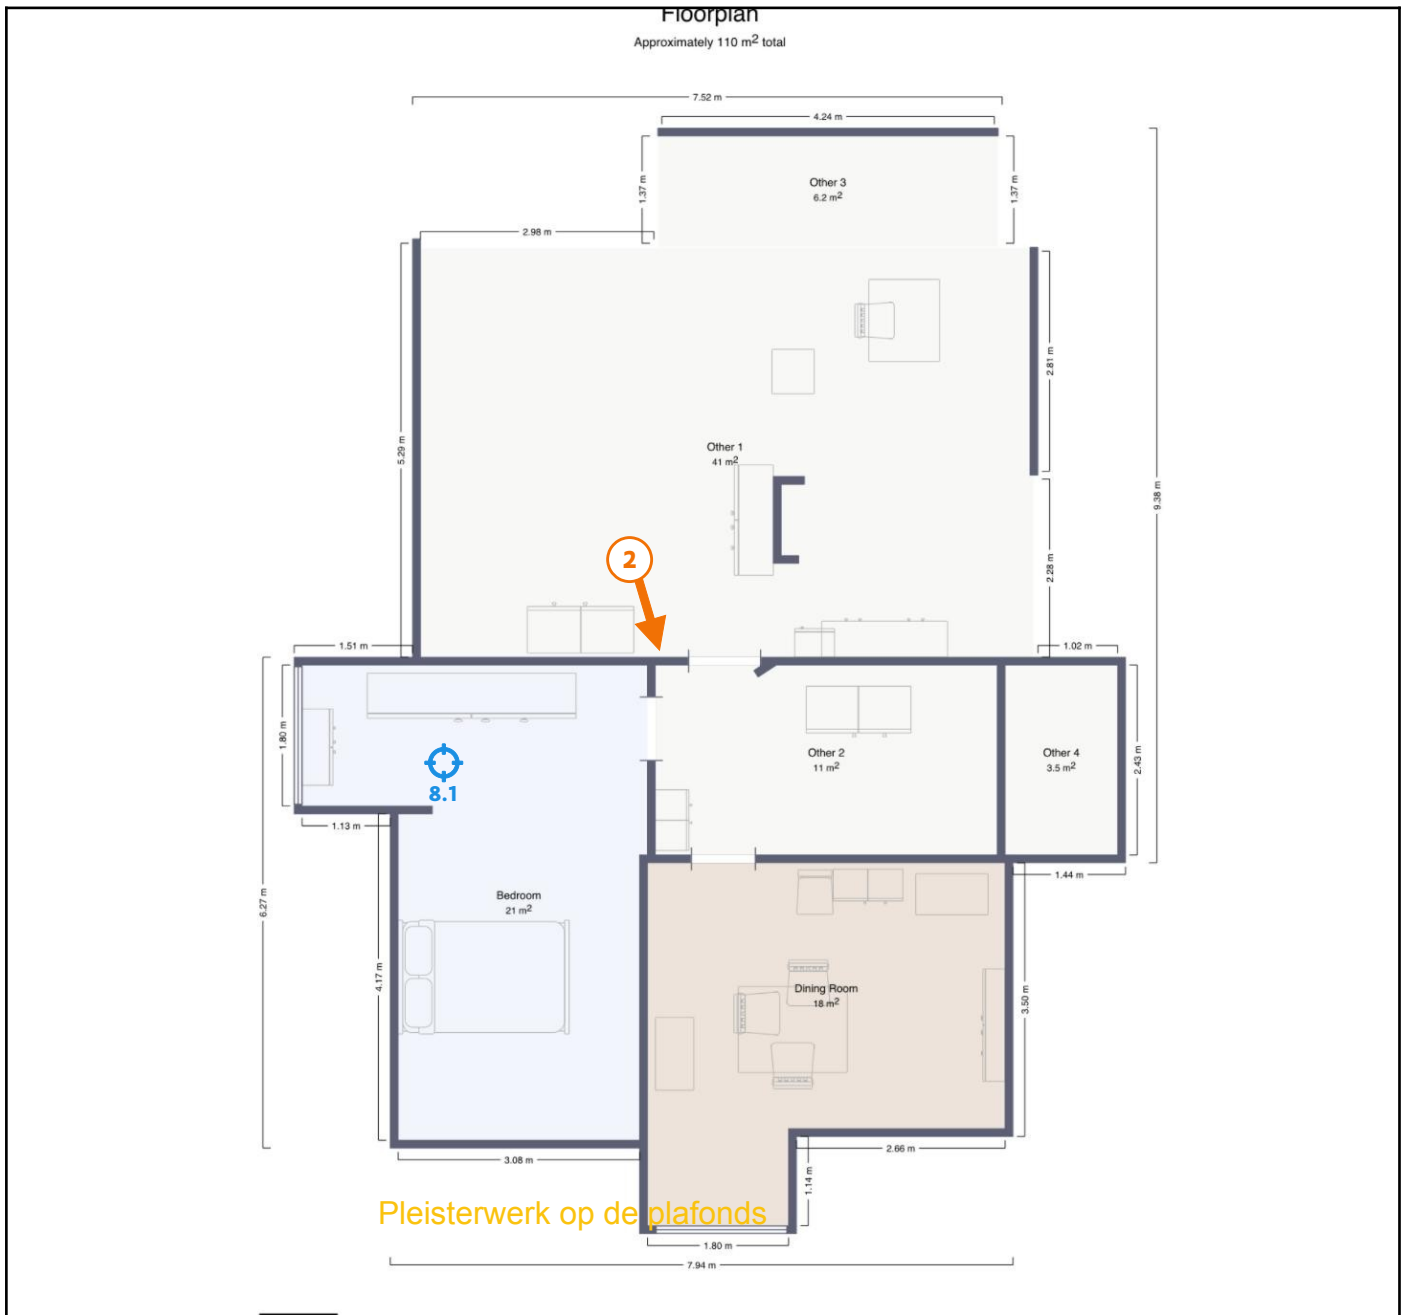 Floorplan
Approximately 110 m2 total
7.52 m
4.24 m
1.37 m
Other 3
6.2 m2
1.37 m
2.98 m
2.81 m
5.29 m
Other 1
41 m2
9.38 m
2
2.28 m
1.51 m
1.02 m
1.80 m
8.1
Other 2
11 m2
Other 4
3.5 m2
2.43 m
1.13 m
1.44 m
6.27 m
Bedroom
21 m2
4.17 m
Dining Room
18 m2
3.50 m
3.08 m
2.66 m
1.14 m
Pleisterwerk op de plafonds
1.80 m
7.94 m